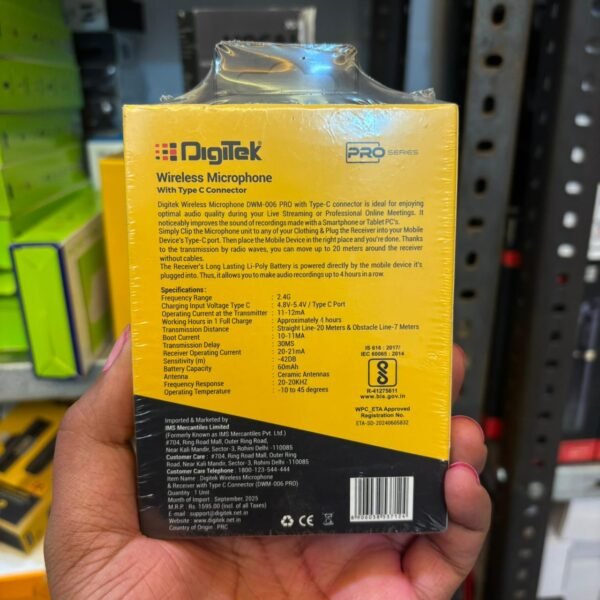 DigiTek
PRO SERIES
Wireless Microphone
With Type C Connector
Digitek Wireless Microphone DWM-006 PRO with Type-C connector is ideal for enjoying
optimal audio quality during your Live Streaming or Professional Online Meetings. It
noticeably improves the sound of recordings made with a Smartphone or Tablet PC's.
Simply Clip the Microphone unit to any of your Clothing & Plug the Receiver into your Mobile
Device's Type-C port. Then place the Mobile Device in the right place and you're done. Thanks
to the transmission by radio waves, you can move up to 20 meters around the receiver
without cables.
The Receiver's Long Lasting Li-Poly Battery is powered directly by the mobile device it's
plugged into. Thus, it allows you to make audio recordings up to 4 hours in a row.
Specifications :
Frequency Range : 2.4G
Charging Input Voltage Type C : 4.8V-5.4V / Type C Port
Operating Current at the Transmitter : 11-12mA
Working Hours in 1 Full Charge : Approximately 4 hours
Transmission Distance : Straight Line-20 Meters & Obstacle Line-7 Meters
Boot Current : 10-11MA
Transmission Delay : 30MS
Receiver Operating Current : 20-21mA
Sensitivity (m) : -42DB
Battery Capacity : 60mAh
Antenna : Ceramic Antenna
Frequency Response : 20-20KHZ
Operating Temperature : -10 to 45 degrees
IS 616 : 2017/
IEC 60065 : 2014
R-41275611
www.bis.gov.in
WPC_ETA Approved
Registration No.
ETA-SD-20240605832
Imported & Marketed by
IMS Mercantiles Limited
(Formerly Known as IMS Mercantiles Pvt. Ltd.)
#704, Ring Road Mall, Outer Ring Road,
Near Kali Mandir, Sector-3, Rohini Delhi -110085
Customer Care : #704, Ring Road Mall, Outer Ring Road,
Near Kali Mandir, Sector-3, Rohini Delhi -110085
Customer Care Telephone : 1800-123-544-444
Item Name : Digitek Wireless Microphone
& Receiver with Type C Connector (DWM-006 PRO)
Quantity : 1 Unit
Month of Import : September, 2025
M.R.P : Rs. 1595.00 (Incl. of all Taxes)
E-mail : support@digitek.net.in
Website : www.digitek.net.in
Country of Origin : PRC
CE